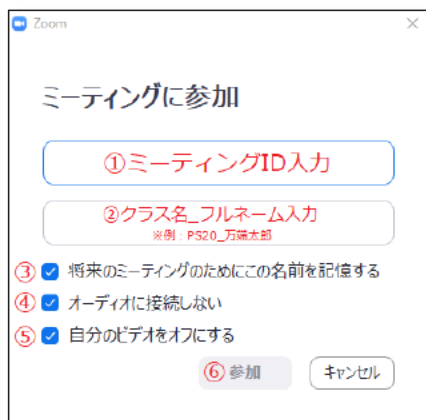 Zoom
ミーティングに参加
①ミーティングID入力
②クラス名_フルネーム入力
※例：PS20_万端太郎
③ 将来のミーティングのためにこの名前を記憶する
④ オーディオに接続しない
⑤ 自分のビデオをオフにする
⑥ 参加 キャンセル